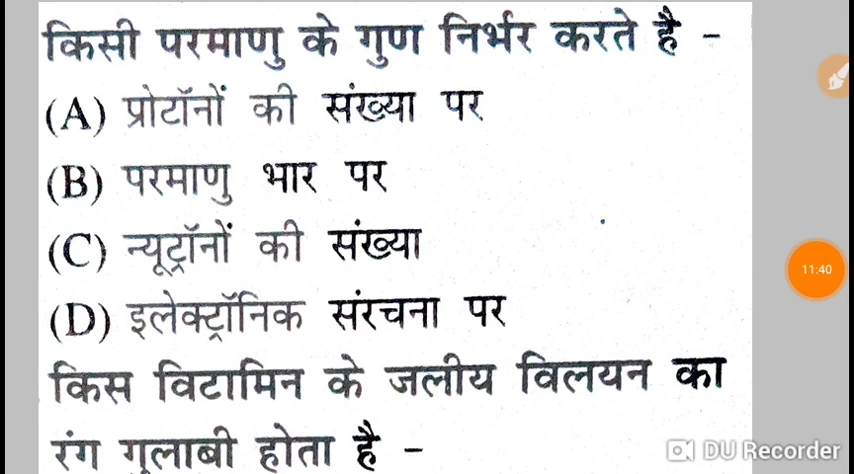 किसी परमाणु के गुण निर्भर करते है -
(A) प्रोटॉनों की संख्या पर
(B) परमाणु भार पर
(C) न्यूट्रॉनों की संख्या
(D) इलेक्ट्रॉनिक संरचना पर
किस विटामिन के जलीय विलयन का
रंग गुलाबी होता है -
11:40
DU Recorder